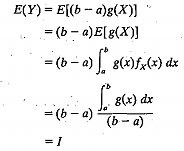 E(Y) = E[(b − a)g(X)]
= (b − a)E[g(X)]
= (b − a) ∫_a^b g(x)f_X(x) dx
= (b − a) ∫_a^b g(x) dx / (b − a)
= I